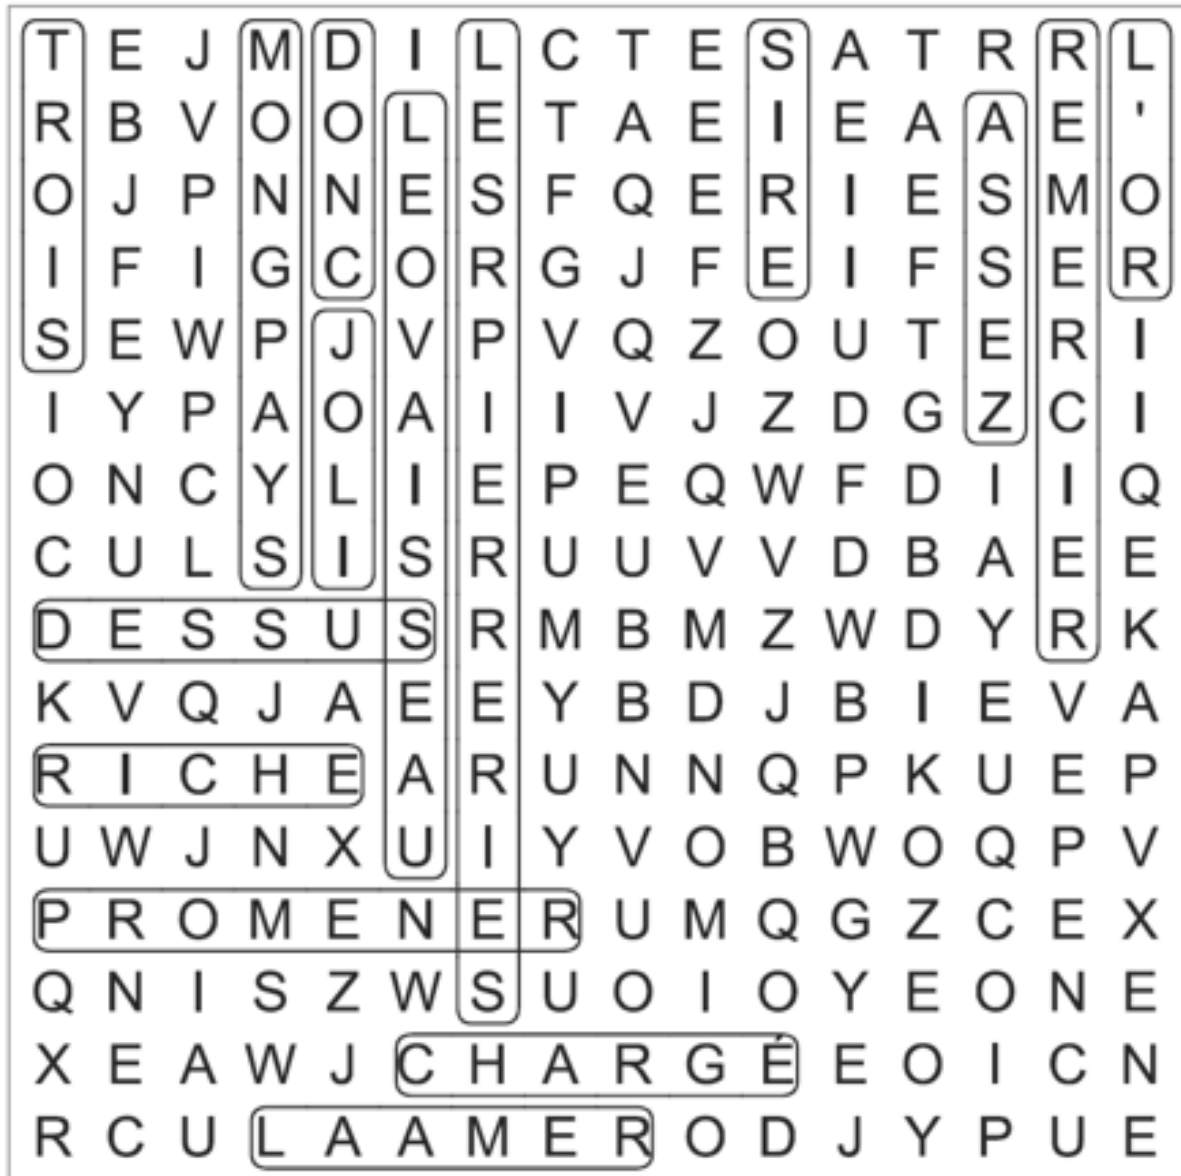 T E J M D I L C T E S A T R R L
R B V O O L E T A E I E A A E '
O J P N N E S F Q E R I E S M O
I F I G C O R G J F E I F S E R
S E W P J V P V Q Z O U T E R I
I Y P A O A I I V J Z D G Z C I
O N C Y L I E P E Q W F D I I Q
C U L S I S R U U V V D B A E E
D E S S U S R M B M Z W D Y R K
K V Q J A E E Y B D J B I E V A
R I C H E A R U N N Q P K U E P
U W J N X U I Y V O B W O Q P V
P R O M E N E R U M Q G Z C E X
Q N I S Z W S U O I O Y E O N E
X E A W J C H A R G É E O I C N
R C U L A A M E R O D J Y P U E